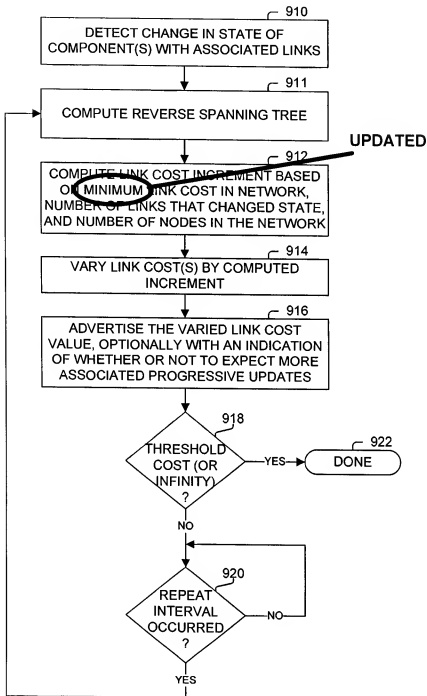 910
DETECT CHANGE IN STATE OF
COMPONENT(S) WITH ASSOCIATED LINKS
911
COMPUTE REVERSE SPANNING TREE
UPDATED
912
COMPUTE LINK COST INCREMENT BASED
ON MINIMUM LINK COST IN NETWORK,
NUMBER OF LINKS THAT CHANGED STATE,
AND NUMBER OF NODES IN THE NETWORK
914
VARY LINK COST(S) BY COMPUTED
INCREMENT
916
ADVERTISE THE VARIED LINK COST
VALUE, OPTIONALLY WITH AN INDICATION
OF WHETHER OR NOT TO EXPECT MORE
ASSOCIATED PROGRESSIVE UPDATES
918
THRESHOLD
COST (OR
INFINITY)
?
YES
922
DONE
NO
920
REPEAT
INTERVAL
OCCURRED
?
NO
YES